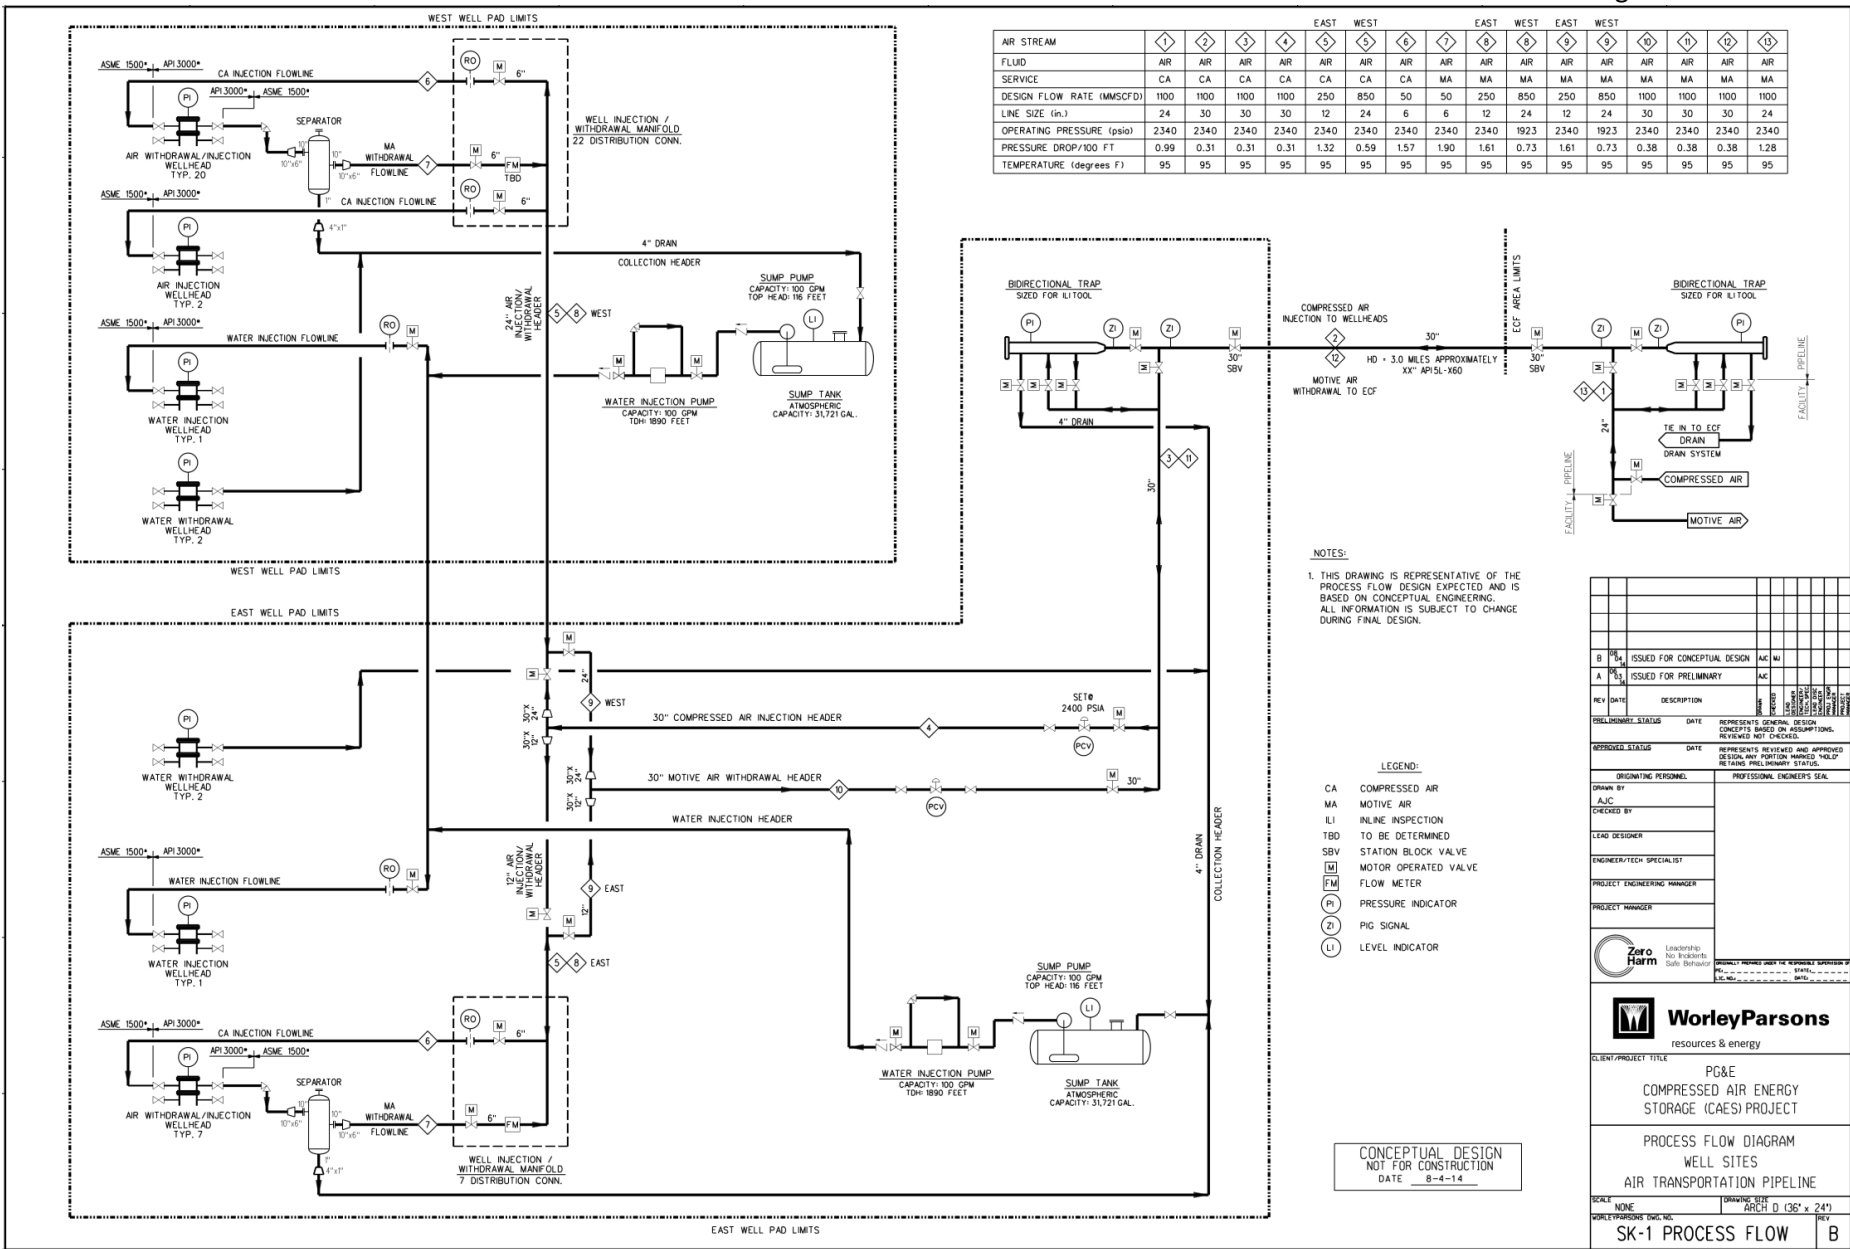 WEST WELL PAD LIMITS
EAST WEST EAST WEST EAST WEST
AIR STREAM 1 2 3 4 5 5 6 7 8 8 9 9 10 11 12 13
FLUID AIR AIR AIR AIR AIR AIR AIR AIR AIR AIR AIR AIR AIR AIR AIR AIR
SERVICE CA CA CA CA CA CA CA MA MA MA MA MA MA MA MA MA
DESIGN FLOW RATE (MMSCFD) 1100 1100 1100 1100 250 850 50 50 250 850 250 850 1100 1100 1100 1100
LINE SIZE (in.) 24 30 30 30 12 24 6 6 12 24 12 24 30 30 30 24
OPERATING PRESSURE (psia) 2340 2340 2340 2340 2340 2340 2340 2340 2340 1923 2340 1923 2340 2340 2340 2340
PRESSURE DROP/100 FT 0.99 0.31 0.31 0.31 1.32 0.59 1.57 1.90 1.61 0.73 1.61 0.73 0.38 0.38 0.38 1.28
TEMPERATURE (degrees F) 95 95 95 95 95 95 95 95 95 95 95 95 95 95 95 95
ASME 1500# API 3000#
CA INJECTION FLOWLINE
6
RO
M
6"
PI
API 3000# ASME 1500#
SEPARATOR
10"
10"x6"
10"
10"x6"
1"
4"x1"
AIR WITHDRAWAL/INJECTION
WELLHEAD
TYP. 20
MA
WITHDRAWAL
FLOWLINE
7
M
6"
FM
TBD
WELL INJECTION /
WITHDRAWAL MANIFOLD
22 DISTRIBUTION CONN.
ASME 1500# API 3000#
CA INJECTION FLOWLINE
RO
M
6"
PI
AIR INJECTION
WELLHEAD
TYP. 2
4" DRAIN
COLLECTION HEADER
24" AIR
INJECTION/
WITHDRAWAL
HEADER
5 8 WEST
SUMP PUMP
CAPACITY: 100 GPM
TOP HEAD: 116 FEET
LI
SUMP TANK
ATMOSPHERIC
CAPACITY: 31,721 GAL.
M
M
WATER INJECTION PUMP
CAPACITY: 100 GPM
TDH: 1890 FEET
ASME 1500# API 3000#
WATER INJECTION FLOWLINE
RO
M
PI
WATER INJECTION
WELLHEAD
TYP. 1
PI
WATER WITHDRAWAL
WELLHEAD
TYP. 2
WEST WELL PAD LIMITS
BIDIRECTIONAL TRAP
SIZED FOR ILI TOOL
PI
ZI
M
ZI
M
30"
SBV
M
M
M
M
4" DRAIN
3 11
30"
COMPRESSED AIR
INJECTION TO WELLHEADS
2
12
MOTIVE AIR
WITHDRAWAL TO ECF
30"
HD = 3.0 MILES APPROXIMATELY
XX" API 5L-X60
ECF AREA LIMITS
M
30"
SBV
ZI
M
ZI
PI
BIDIRECTIONAL TRAP
SIZED FOR ILI TOOL
M
M
M
M
13 1
24"
FACILITY PIPELINE
TIE IN TO ECF
DRAIN
DRAIN SYSTEM
M
COMPRESSED AIR
M
FACILITY PIPELINE
MOTIVE AIR
NOTES:
1. THIS DRAWING IS REPRESENTATIVE OF THE
PROCESS FLOW DESIGN EXPECTED AND IS
BASED ON CONCEPTUAL ENGINEERING.
ALL INFORMATION IS SUBJECT TO CHANGE
DURING FINAL DESIGN.
EAST WELL PAD LIMITS
M
M
24"
9 WEST
30"X
24"
30"X
12"
30" COMPRESSED AIR INJECTION HEADER
4
SET@
2400 PSIA
M
PCV
30"X
24"
30"X
12"
30" MOTIVE AIR WITHDRAWAL HEADER
10
PCV
M
30"
WATER INJECTION HEADER
PI
WATER WITHDRAWAL
WELLHEAD
TYP. 2
ASME 1500# API 3000#
WATER INJECTION FLOWLINE
RO
M
PI
WATER INJECTION
WELLHEAD
TYP. 1
12" AIR
INJECTION/
WITHDRAWAL
HEADER
9 EAST
12"
M
M
5 8 EAST
4" DRAIN
COLLECTION HEADER
ASME 1500# API 3000#
CA INJECTION FLOWLINE
6
RO
M
6"
PI
API 3000# ASME 1500#
SEPARATOR
10"
10"x6"
10"
10"x6"
1"
4"x1"
AIR WITHDRAWAL/INJECTION
WELLHEAD
TYP. 7
MA
WITHDRAWAL
FLOWLINE
7
M
6"
FM
WELL INJECTION /
WITHDRAWAL MANIFOLD
7 DISTRIBUTION CONN.
SUMP PUMP
CAPACITY: 100 GPM
TOP HEAD: 116 FEET
LI
M
M
WATER INJECTION PUMP
CAPACITY: 100 GPM
TDH: 1890 FEET
SUMP TANK
ATMOSPHERIC
CAPACITY: 31,721 GAL.
EAST WELL PAD LIMITS
LEGEND:
CA COMPRESSED AIR
MA MOTIVE AIR
ILI INLINE INSPECTION
TBD TO BE DETERMINED
SBV STATION BLOCK VALVE
M MOTOR OPERATED VALVE
FM FLOW METER
PI PRESSURE INDICATOR
ZI PIG SIGNAL
LI LEVEL INDICATOR
CONCEPTUAL DESIGN
NOT FOR CONSTRUCTION
DATE 8-4-14
B 08 04 14 ISSUED FOR CONCEPTUAL DESIGN AJC MJ
A ISSUED FOR PRELIMINARY AJC
REV DATE DESCRIPTION
PRELIMINARY STATUS DATE
REPRESENTS GENERAL DESIGN
CONCEPTS BASED ON ASSUMPTIONS.
REVIEWED NOT CHECKED.
APPROVED STATUS DATE
REPRESENTS REVIEWED AND APPROVED
DESIGN. ANY PORTION MARKED "HOLD"
RETAINS PRELIMINARY STATUS.
ORIGINATING PERSONNEL PROFESSIONAL ENGINEER'S SEAL
DRAWN BY
AJC
CHECKED BY
LEAD DESIGNER
ENGINEER/TECH SPECIALIST
PROJECT ENGINEERING MANAGER
PROJECT MANAGER
Zero
Harm
Leadership
No Incidents
Safe Behavior
WorleyParsons
resources & energy
CLIENT/PROJECT TITLE
PG&E
COMPRESSED AIR ENERGY
STORAGE (CAES) PROJECT
PROCESS FLOW DIAGRAM
WELL SITES
AIR TRANSPORTATION PIPELINE
SCALE
NONE
DRAWING SIZE
ARCH D (36" x 24")
WORLEYPARSONS DWG. NO.
SK-1 PROCESS FLOW
REV
B